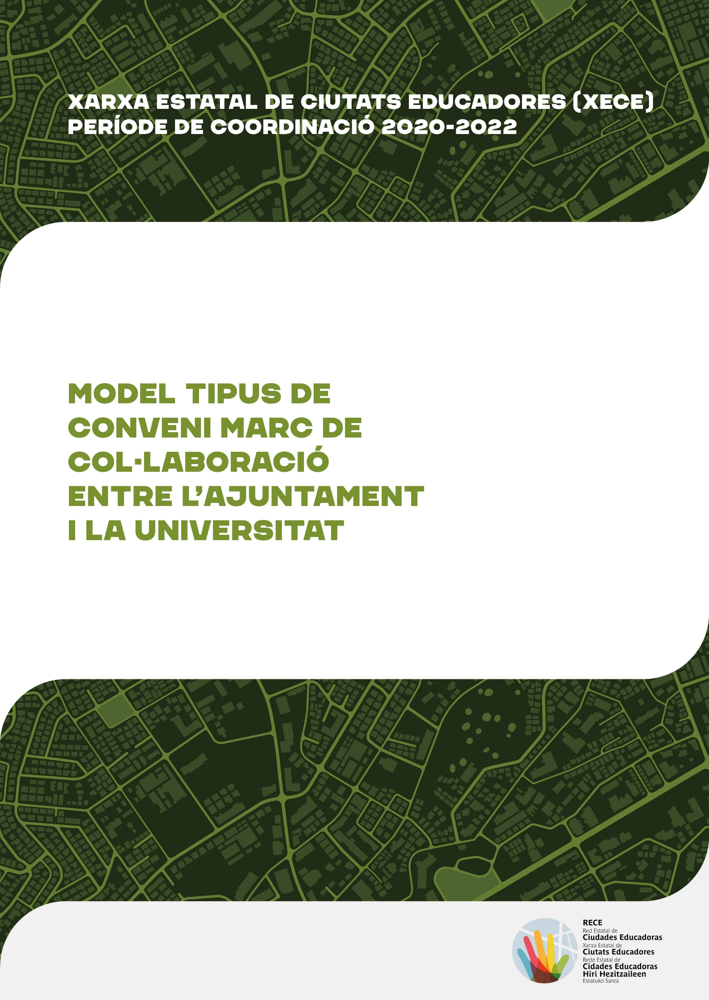 XARXA ESTATAL DE CIUTATS EDUCADORES (XECE)
PERÍODE DE COORDINACIÓ 2020-2022
MODEL TIPUS DE
CONVENI MARC DE
COL·LABORACIÓ
ENTRE L’AJUNTAMENT
I LA UNIVERSITAT
RECE
Red Estatal de
Ciudades Educadoras
Xarxa Estatal de
Ciutats Educadores
Rede Estatal de
Cidades Educadoras
Hiri Hezitzaileen
Estatuko Sarea